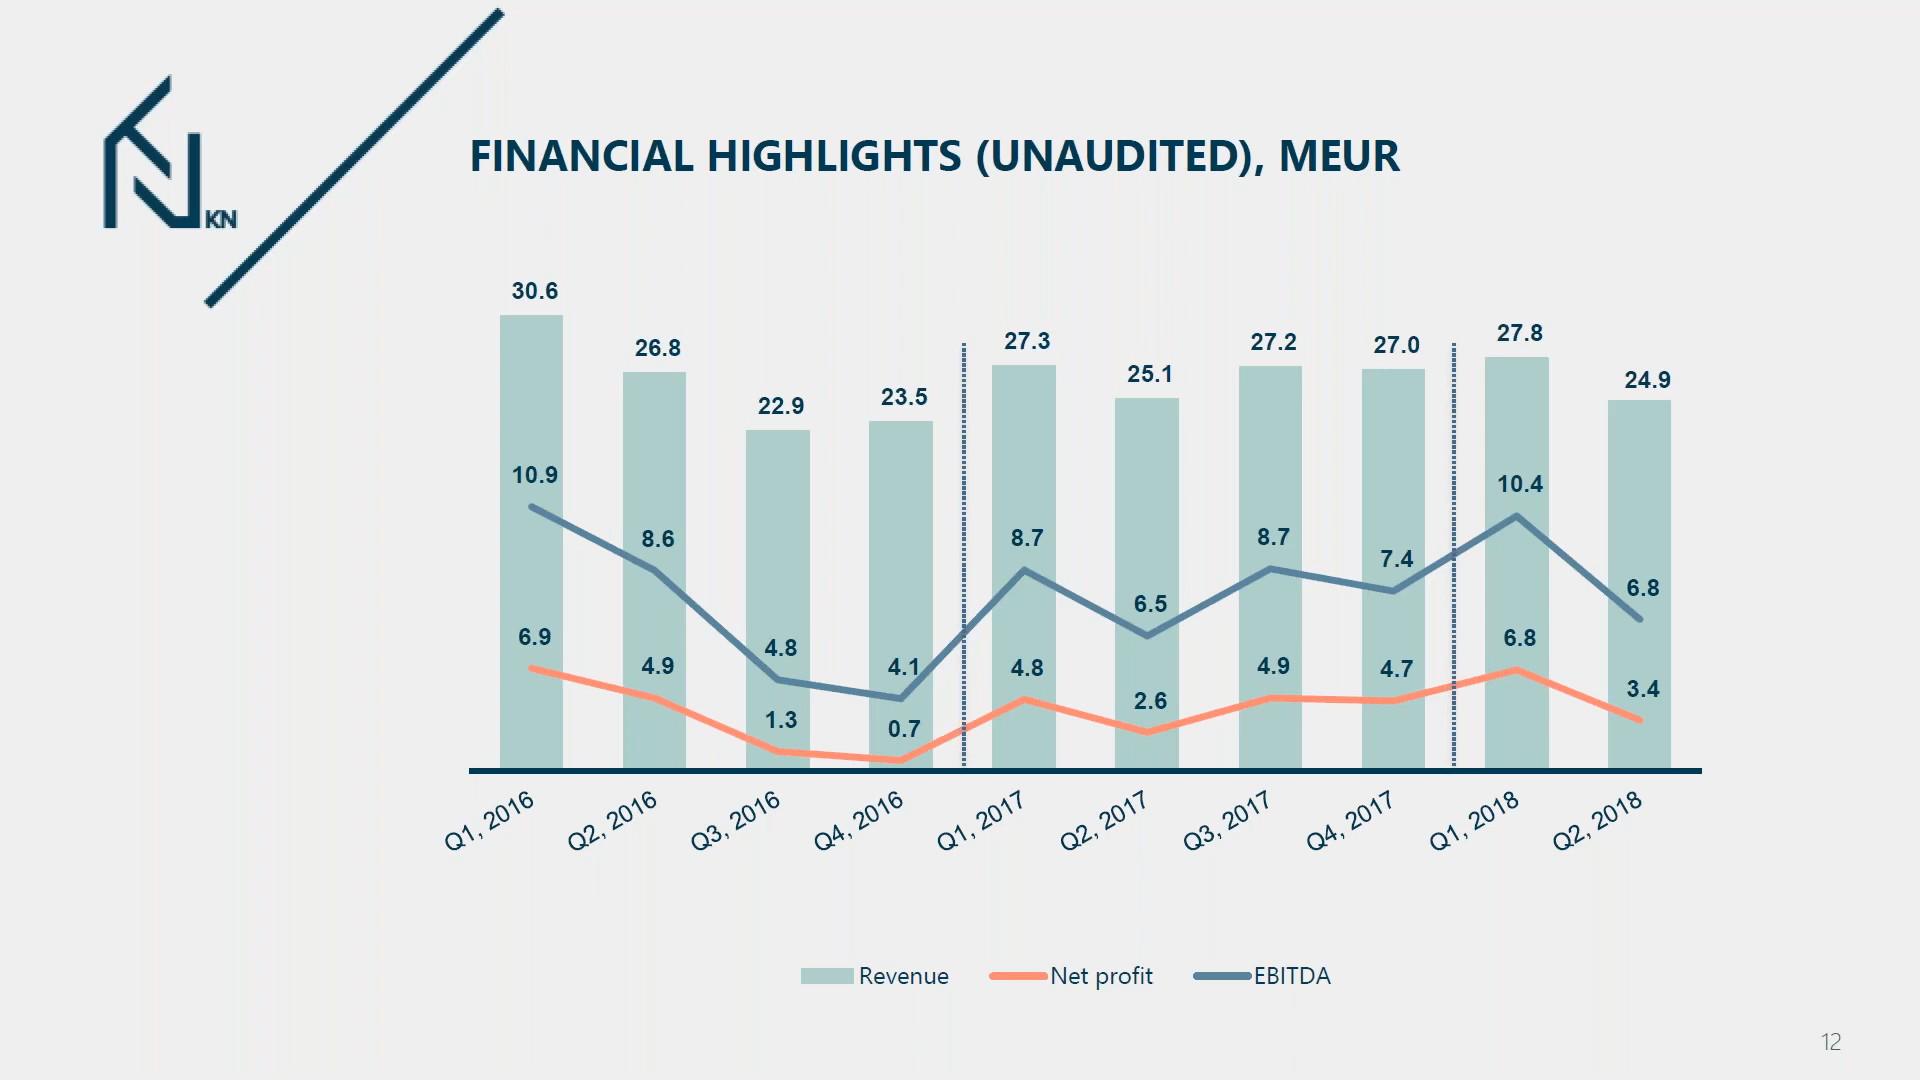 KN
FINANCIAL HIGHLIGHTS (UNAUDITED), MEUR
30.6 26.8 22.9 23.5 27.3 25.1 27.2 27.0 27.8 24.9
10.9 8.6 4.8 4.1 8.7 6.5 8.7 7.4 10.4 6.8
6.9 4.9 1.3 0.7 4.8 2.6 4.9 4.7 6.8 3.4
Q1, 2016 Q2, 2016 Q3, 2016 Q4, 2016 Q1, 2017 Q2, 2017 Q3, 2017 Q4, 2017 Q1, 2018 Q2, 2018
Revenue Net profit EBITDA
12